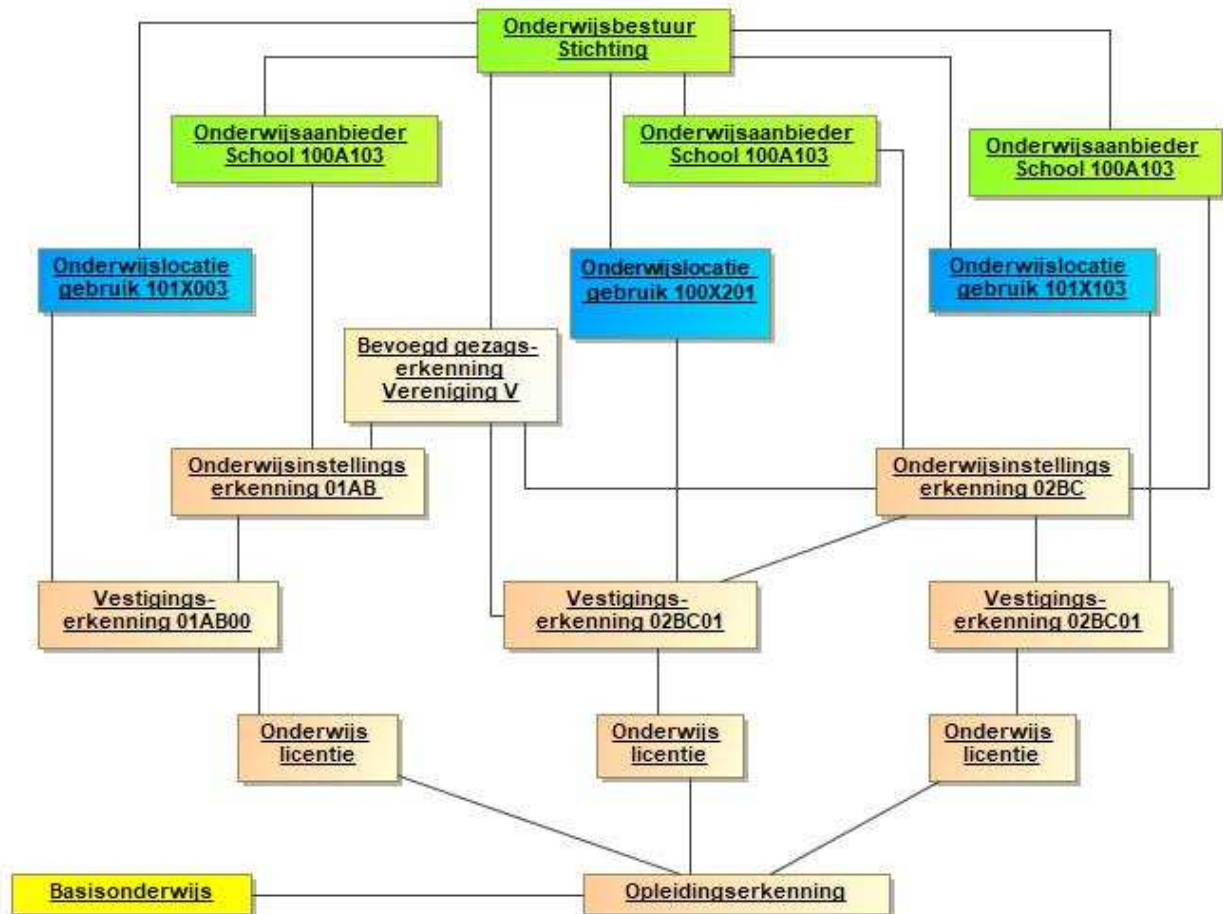 Onderwijsbestuur
Stichting
Onderwijsaanbieder
School 100A103
Onderwijsaanbieder
School 100A103
Onderwijsaanbieder
School 100A103
Onderwijslocatie
gebruik 101X003
Onderwijslocatie
gebruik 100X201
Onderwijslocatie
gebruik 101X103
Bevoegd gezags-
erkenning
Vereniging V
Onderwijsinstellings
erkenning 01AB
Onderwijsinstellings
erkenning 02BC
Vestigings-
erkenning 01AB00
Vestigings-
erkenning 02BC01
Vestigings-
erkenning 02BC01
Onderwijs
licentie
Onderwijs
licentie
Onderwijs
licentie
Basisonderwijs
Opleidingserkenning